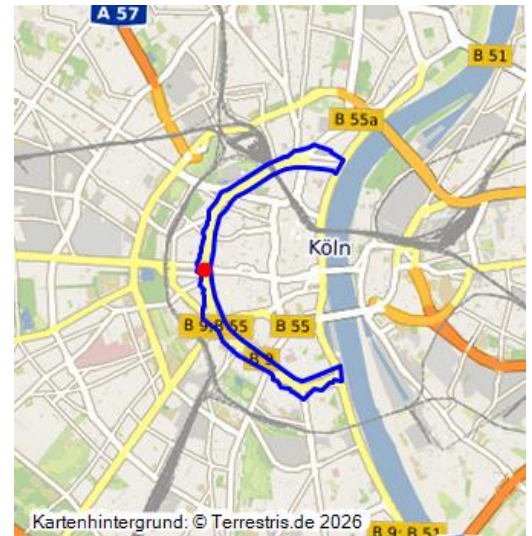 A 57
B 51
B 55a
Köln
B 9;B 55
B 55
B 9
Kartenhintergrund: © Terrestris.de 2026
B 9; B 51